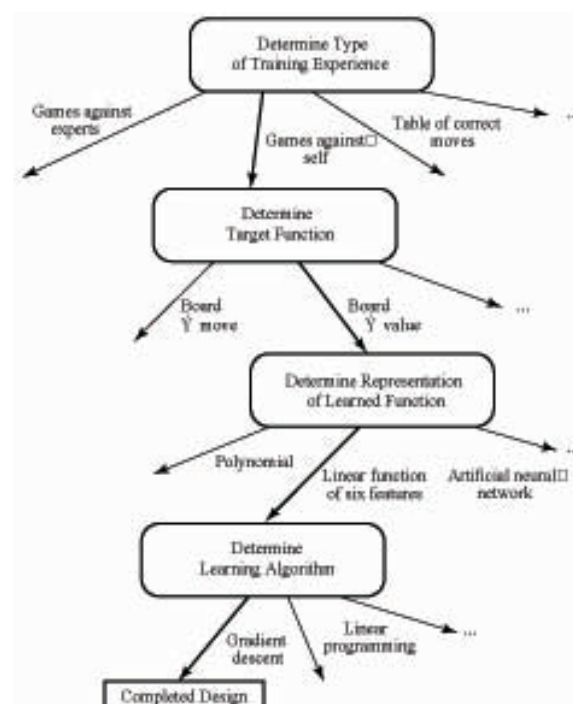 Determine Type
of Training Experience
Games against
experts
Games against□
self
Table of correct
moves
...
Determine
Target Function
Board
Ÿ move
Board
Ÿ value
...
Determine Representation
of Learned Function
Polynomial
Linear function
of six features
Artificial neural□
network
...
Determine
Learning Algorithm
Gradient
descent
Linear
programming
...
Completed Design